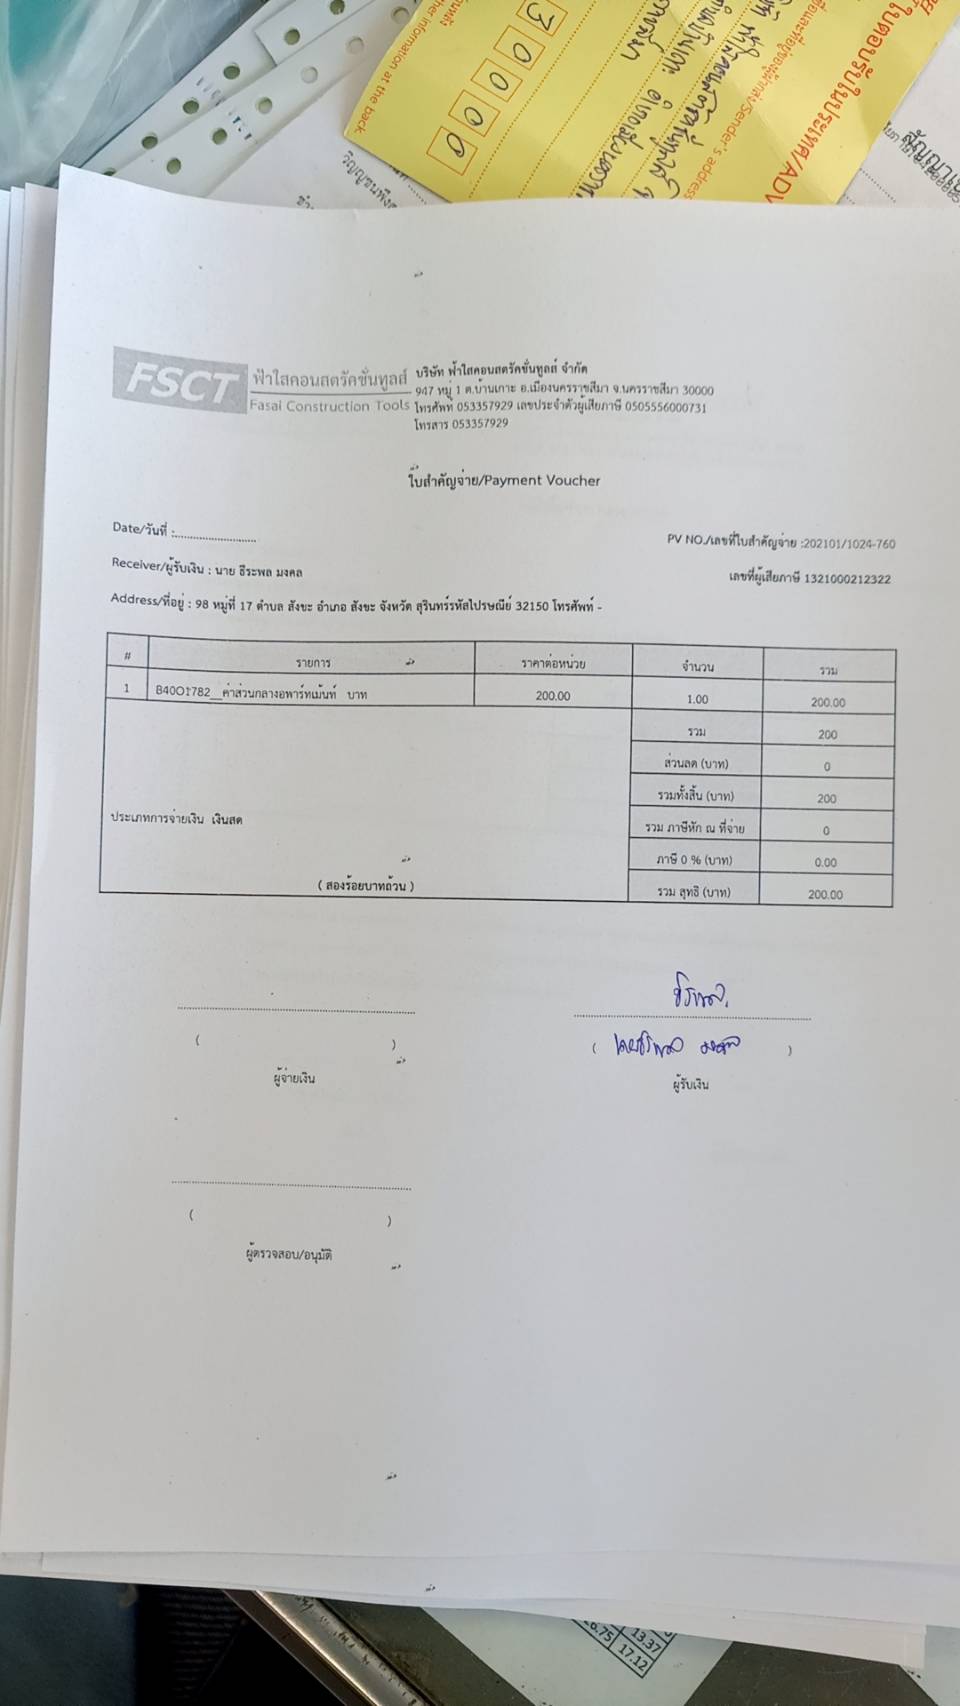 3 0 0 0 0
her information at the back.
Sender's address
ใบตอบรับในประเทศ/ADV
สัญญาเ
FSCT
ฟ้าใสคอนสตรัคชั่นทูลส์
Fasai Construction Tools
บริษัท ฟ้าใสคอนสตรัคชั่นทูลส์ จำกัด
947 หมู่ 1 ต.บ้านเกาะ อ.เมืองนครราชสีมา จ.นครราชสีมา 30000
โทรศัพท์ 053357929 เลขประจำตัวผู้เสียภาษี 0505556000731
โทรสาร 053357929
ใบสำคัญจ่าย/Payment Voucher
Date/วันที่ :..........................
PV NO./เลขที่ใบสำคัญจ่าย :202101/1024-760
Receiver/ผู้รับเงิน : นาย ธีระพล มงคล
เลขที่ผู้เสียภาษี 1321000212322
Address/ที่อยู่ : 98 หมู่ที่ 17 ตำบล สังขะ อำเภอ สังขะ จังหวัด สุรินทร์รหัสไปรษณีย์ 32150 โทรศัพท์ -
# รายการ ราคาต่อหน่วย จำนวน รวม
1 B4001782__ค่าส่วนกลางอพาร์ทเม้นท์ บาท 200.00 1.00 200.00
รวม 200
ส่วนลด (บาท) 0
รวมทั้งสิ้น (บาท) 200
ประเภทการจ่ายเงิน เงินสด
รวม ภาษีหัก ณ ที่จ่าย 0
ภาษี 0 % (บาท) 0.00
( สองร้อยบาทถ้วน )
รวม สุทธิ (บาท) 200.00
ธีรพล
( นายธีรพล มงคล )
( )
ผู้จ่ายเงิน
ผู้รับเงิน
( )
ผู้ตรวจสอบ/อนุมัติ
6.75 13.37
17.12